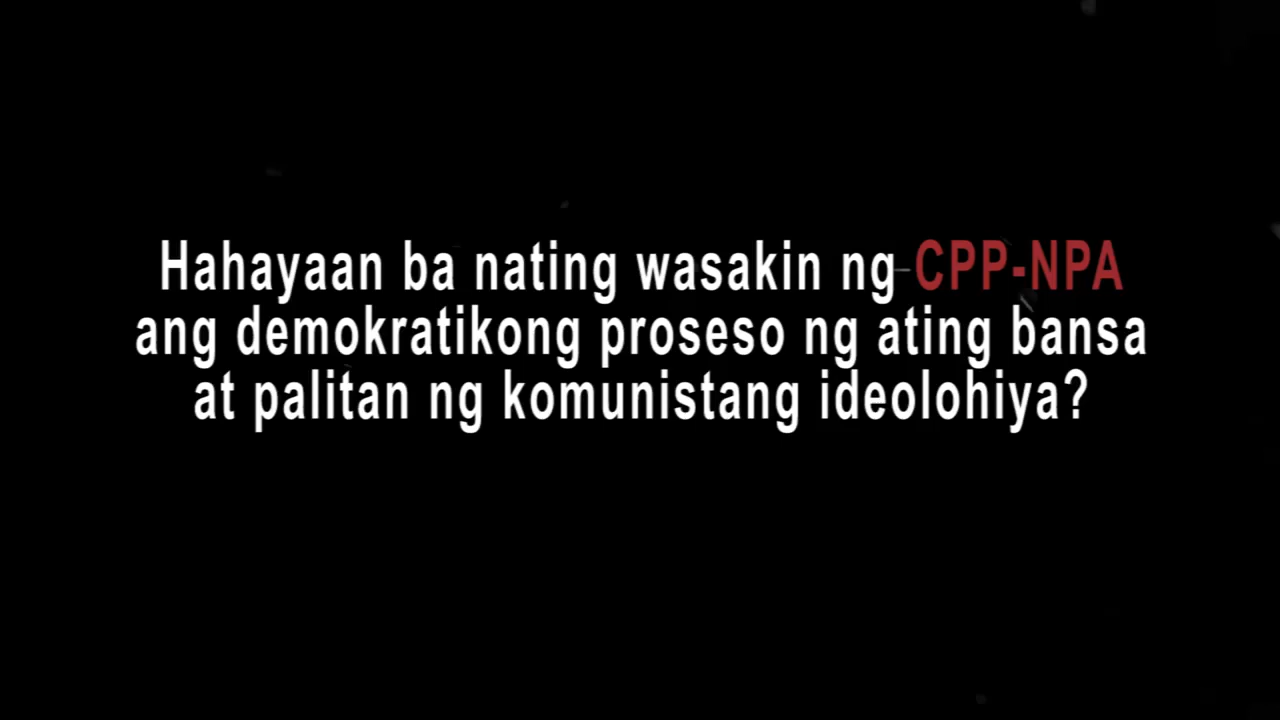 Hahayaan ba nating wasakin ng CPP-NPA
ang demokratikong proseso ng ating bansa
at palitan ng komunistang ideolohiya?